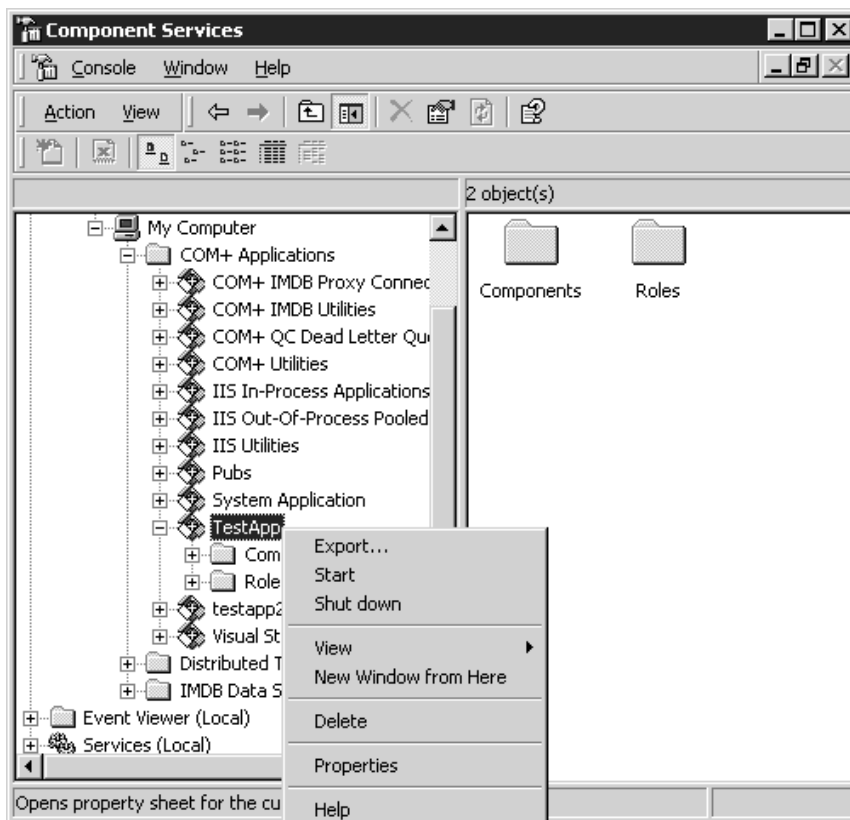 Component Services
Console Window Help
Action View
2 object(s)
My Computer
COM+ Applications
COM+ IMDB Proxy Connec
COM+ IMDB Utilities
COM+ QC Dead Letter Qu
COM+ Utilities
IIS In-Process Applications
IIS Out-Of-Process Pooled
IIS Utilities
Pubs
System Application
TestApp
Com
Role
testapp2
Visual St
Distributed T
IMDB Data S
Event Viewer (Local)
Services (Local)
Components
Roles
Export...
Start
Shut down
View
New Window from Here
Delete
Properties
Help
Opens property sheet for the cu